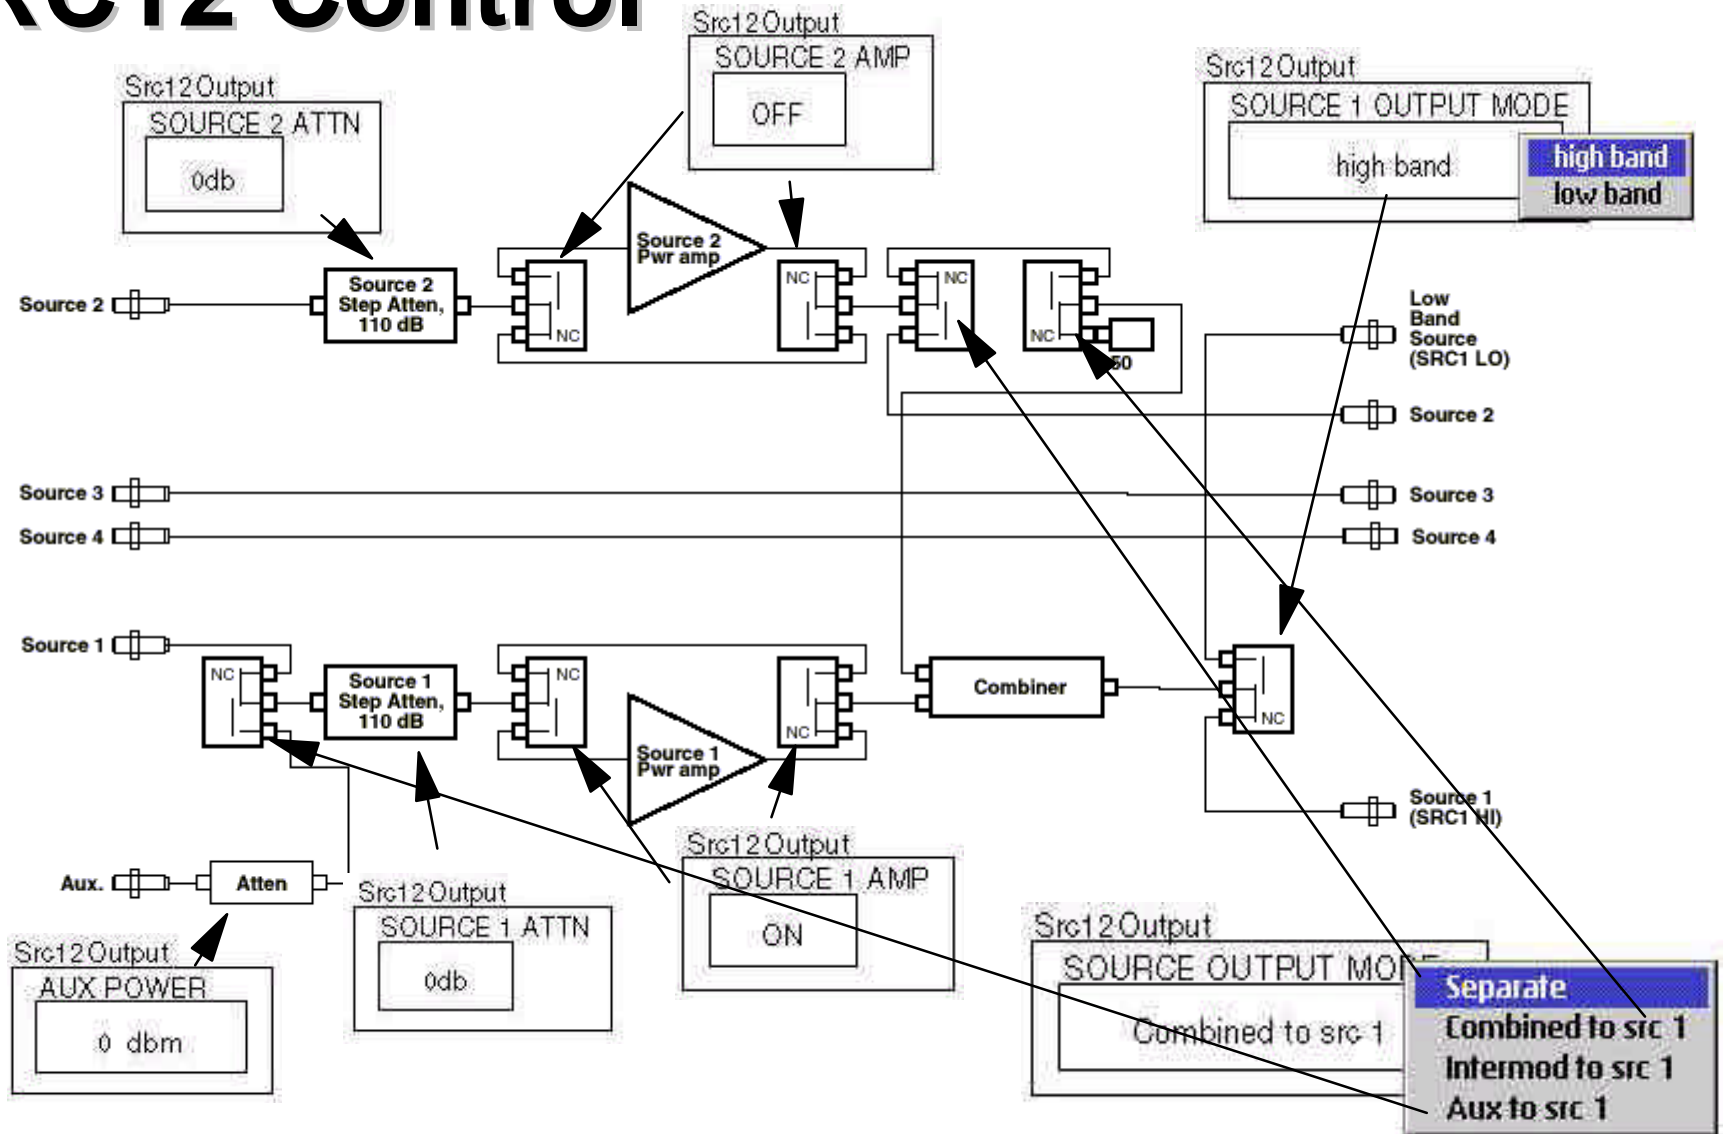 RC12 Control
Src12Output
SOURCE 2 AMP
OFF
Src12Output
SOURCE 2 ATTN
0db
Src12Output
SOURCE 1 OUTPUT MODE
high band
high band
low band
Source 2
Source 2
Step Atten,
110 dB
NC
Source 2
Pwr amp
NC
NC
NC
50
Low
Band
Source
(SRC1 LO)
Source 2
Source 3
Source 3
Source 4
Source 4
Source 1
NC
Source 1
Step Atten,
110 dB
NC
Source 1
Pwr amp
NC
Combiner
NC
Source 1
(SRC1 HI)
Aux.
Atten
Src12Output
AUX POWER
0 dbm
Src12Output
SOURCE 1 ATTN
0db
Src12Output
SOURCE 1 AMP
ON
Src12Output
SOURCE OUTPUT MODE
Combined to src 1
Separate
Combined to src 1
Intermod to src 1
Aux to src 1